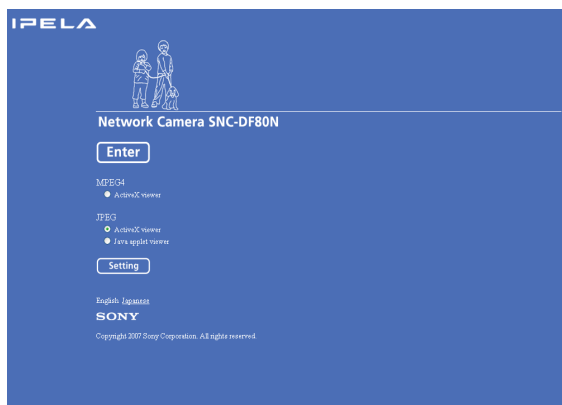 IPELA
Network Camera SNC-DF80N
Enter
MPEG4
ActiveX viewer
JPEG
ActiveX viewer
Java applet viewer
Setting
English Japanese
SONY
Copyright 2007 Sony Corporation. All rights reserved.